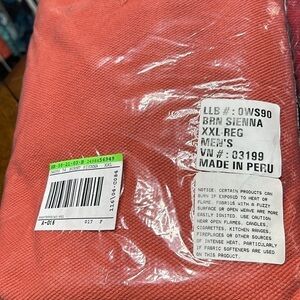 LLB # : 0WS90
BRN SIENNA
XXL-REG
MEN'S
VN # : 03199
MADE IN PERU
NOTICE: CERTAIN PRODUCTS CAN
BURN IF EXPOSED TO HEAT OR
FLAME. FABRICS WITH A FUZZY
SURFACE OR OPEN WEAVE ARE MORE
EASILY IGNITED. USE CAUTION
NEAR OPEN FLAMES, CANDLES,
CIGARETTES, KITCHEN RANGES,
FIREPLACES OR OTHER SOURCES
OF INTENSE HEAT, PARTICULARLY
IF FABRIC SOFTENERS ARE USED
ON THIS PRODUCT